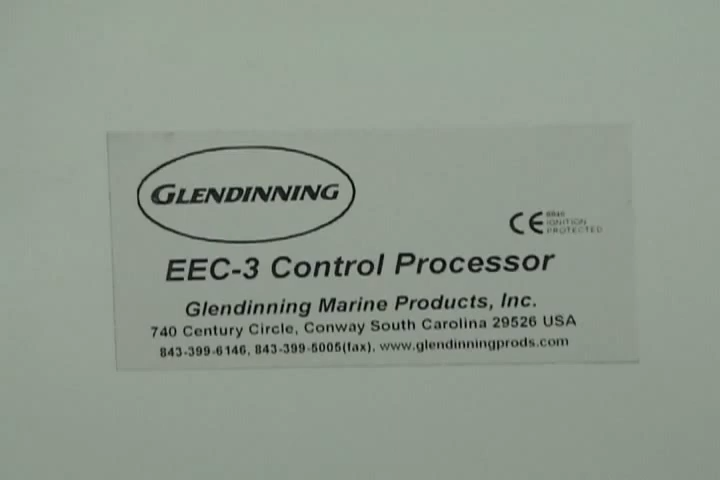 GLENDINNING
CE
IGNITION
PROTECTED
EEC-3 Control Processor
Glendinning Marine Products, Inc.
740 Century Circle, Conway South Carolina 29526 USA
843-399-6146, 843-399-5005(fax), www.glendinningprods.com